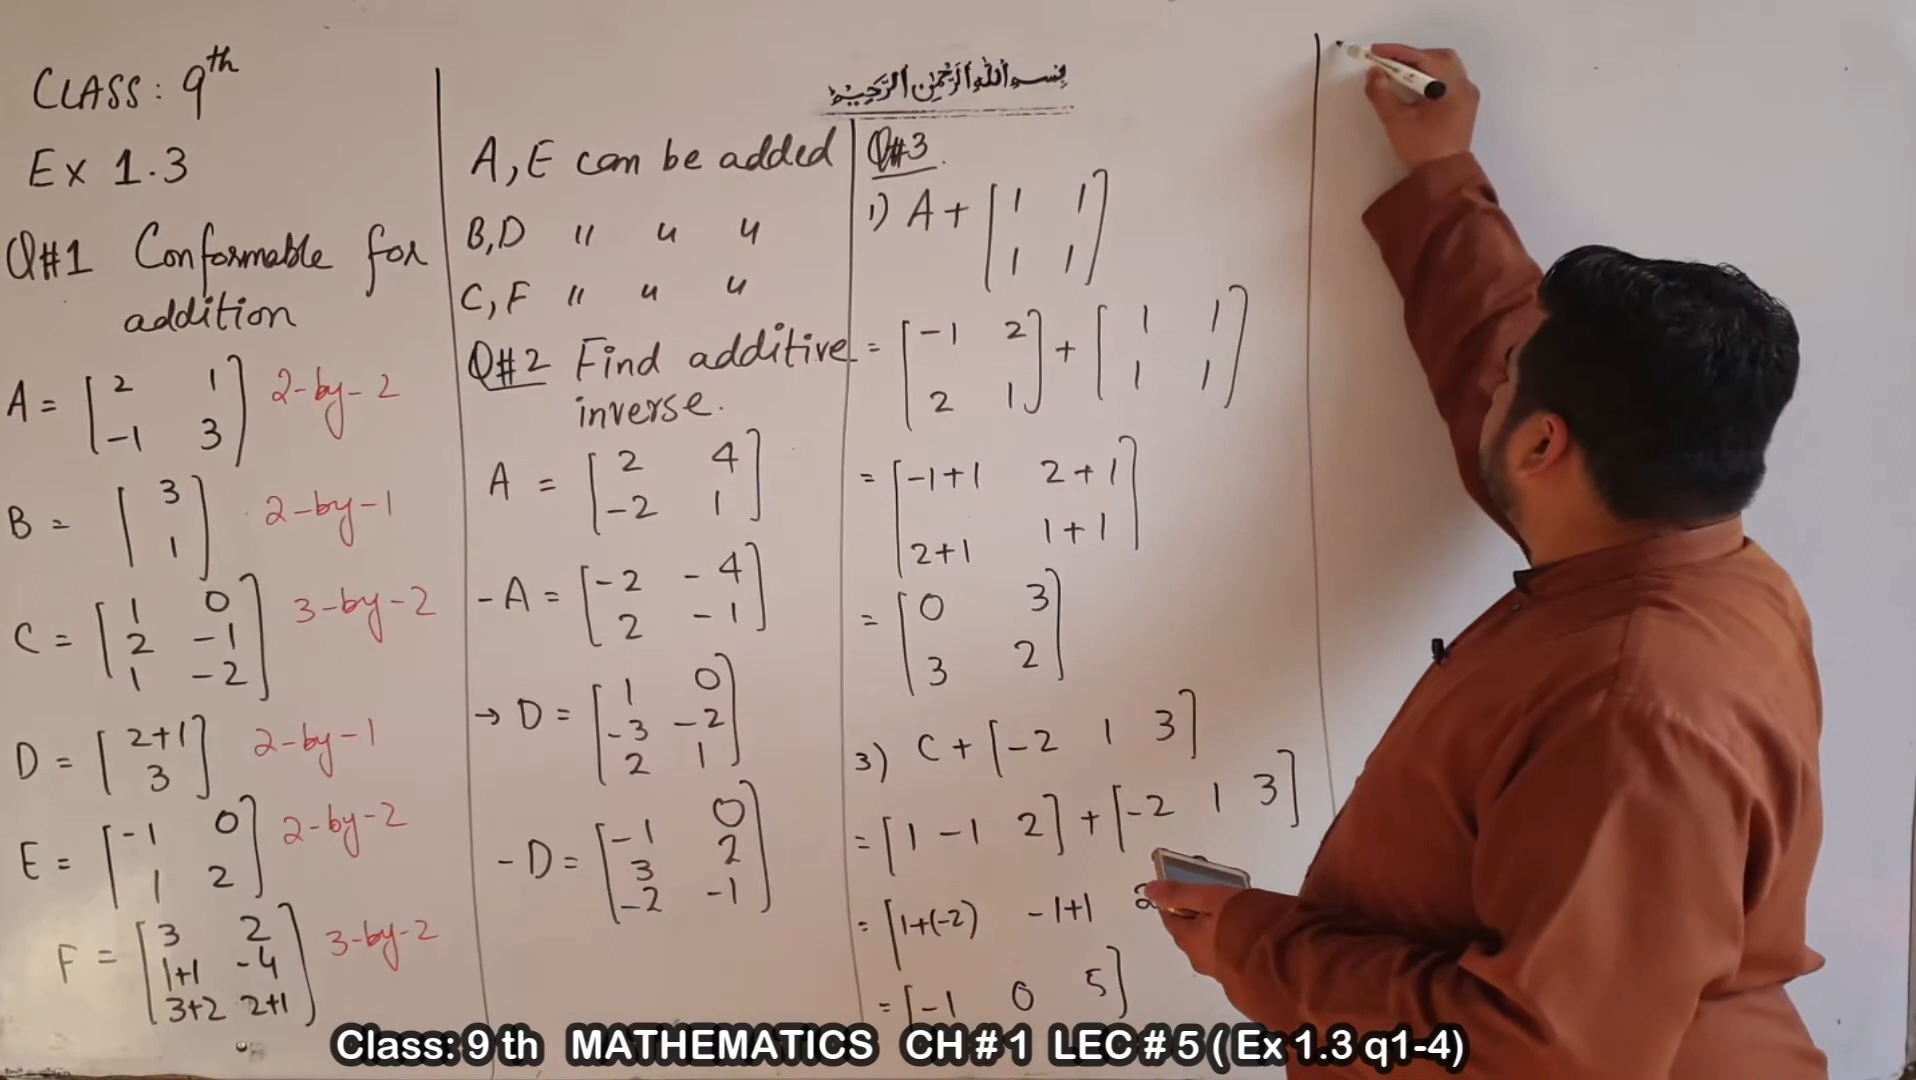 CLASS: 9th
Ex 1.3
Q#1 Conformable for
addition
A = [2 1
-1 3] 2-by-2
B = [3
1] 2-by-1
C = [1 0
2 -1
1 -2] 3-by-2
D = [2+1
3] 2-by-1
E = [-1 0
1 2] 2-by-2
F = [3 2
1+1 -4
3+2 2+1] 3-by-2
بِسْمِ اللّٰهِ الرَّحْمٰنِ الرَّحِيْمِ
A,E can be added
B,D " " "
C,F " " "
Q#2 Find additive
inverse.
A = [2 4
-2 1]
-A = [-2 -4
2 -1]
→ D = [1 0
-3 -2
2 1]
-D = [-1 0
3 2
-2 -1]
Q#3
1) A + [1 1
1 1]
= [-1 2
2 1] + [1 1
1 1]
= [-1+1 2+1
2+1 1+1]
= [0 3
3 2]
3) C + [-2 1 3]
= [1 -1 2] + [-2 1 3]
= [1+(-2) -1+1 2
= [-1 0 5]
Class: 9 th MATHEMATICS CH # 1 LEC # 5 ( Ex 1.3 q1-4)